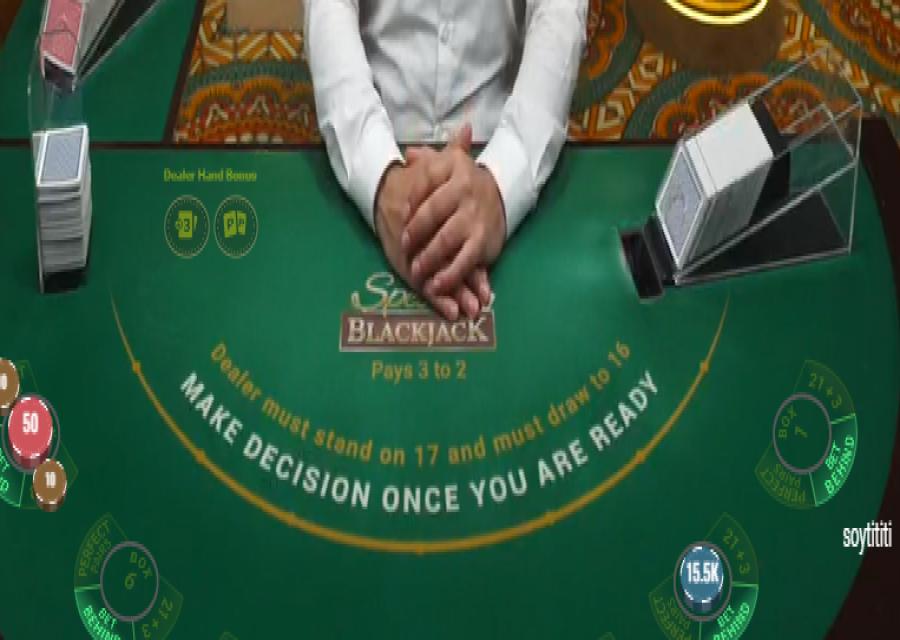 Dealer Hand Bonus
BLACKJACK
Pays 3 to 2
Dealer must stand on 17 and must draw to 16
MAKE DECISION ONCE YOU ARE READY
50
10
21+3
BOX
7
BET
BEHIND
PERFECT
PAIRS
soytititi
PERFECT
PAIRS
BOX
6
21+3
BET
BEHIND
15.5K
21+3
BET
BEHIND
PERFECT
PAIRS